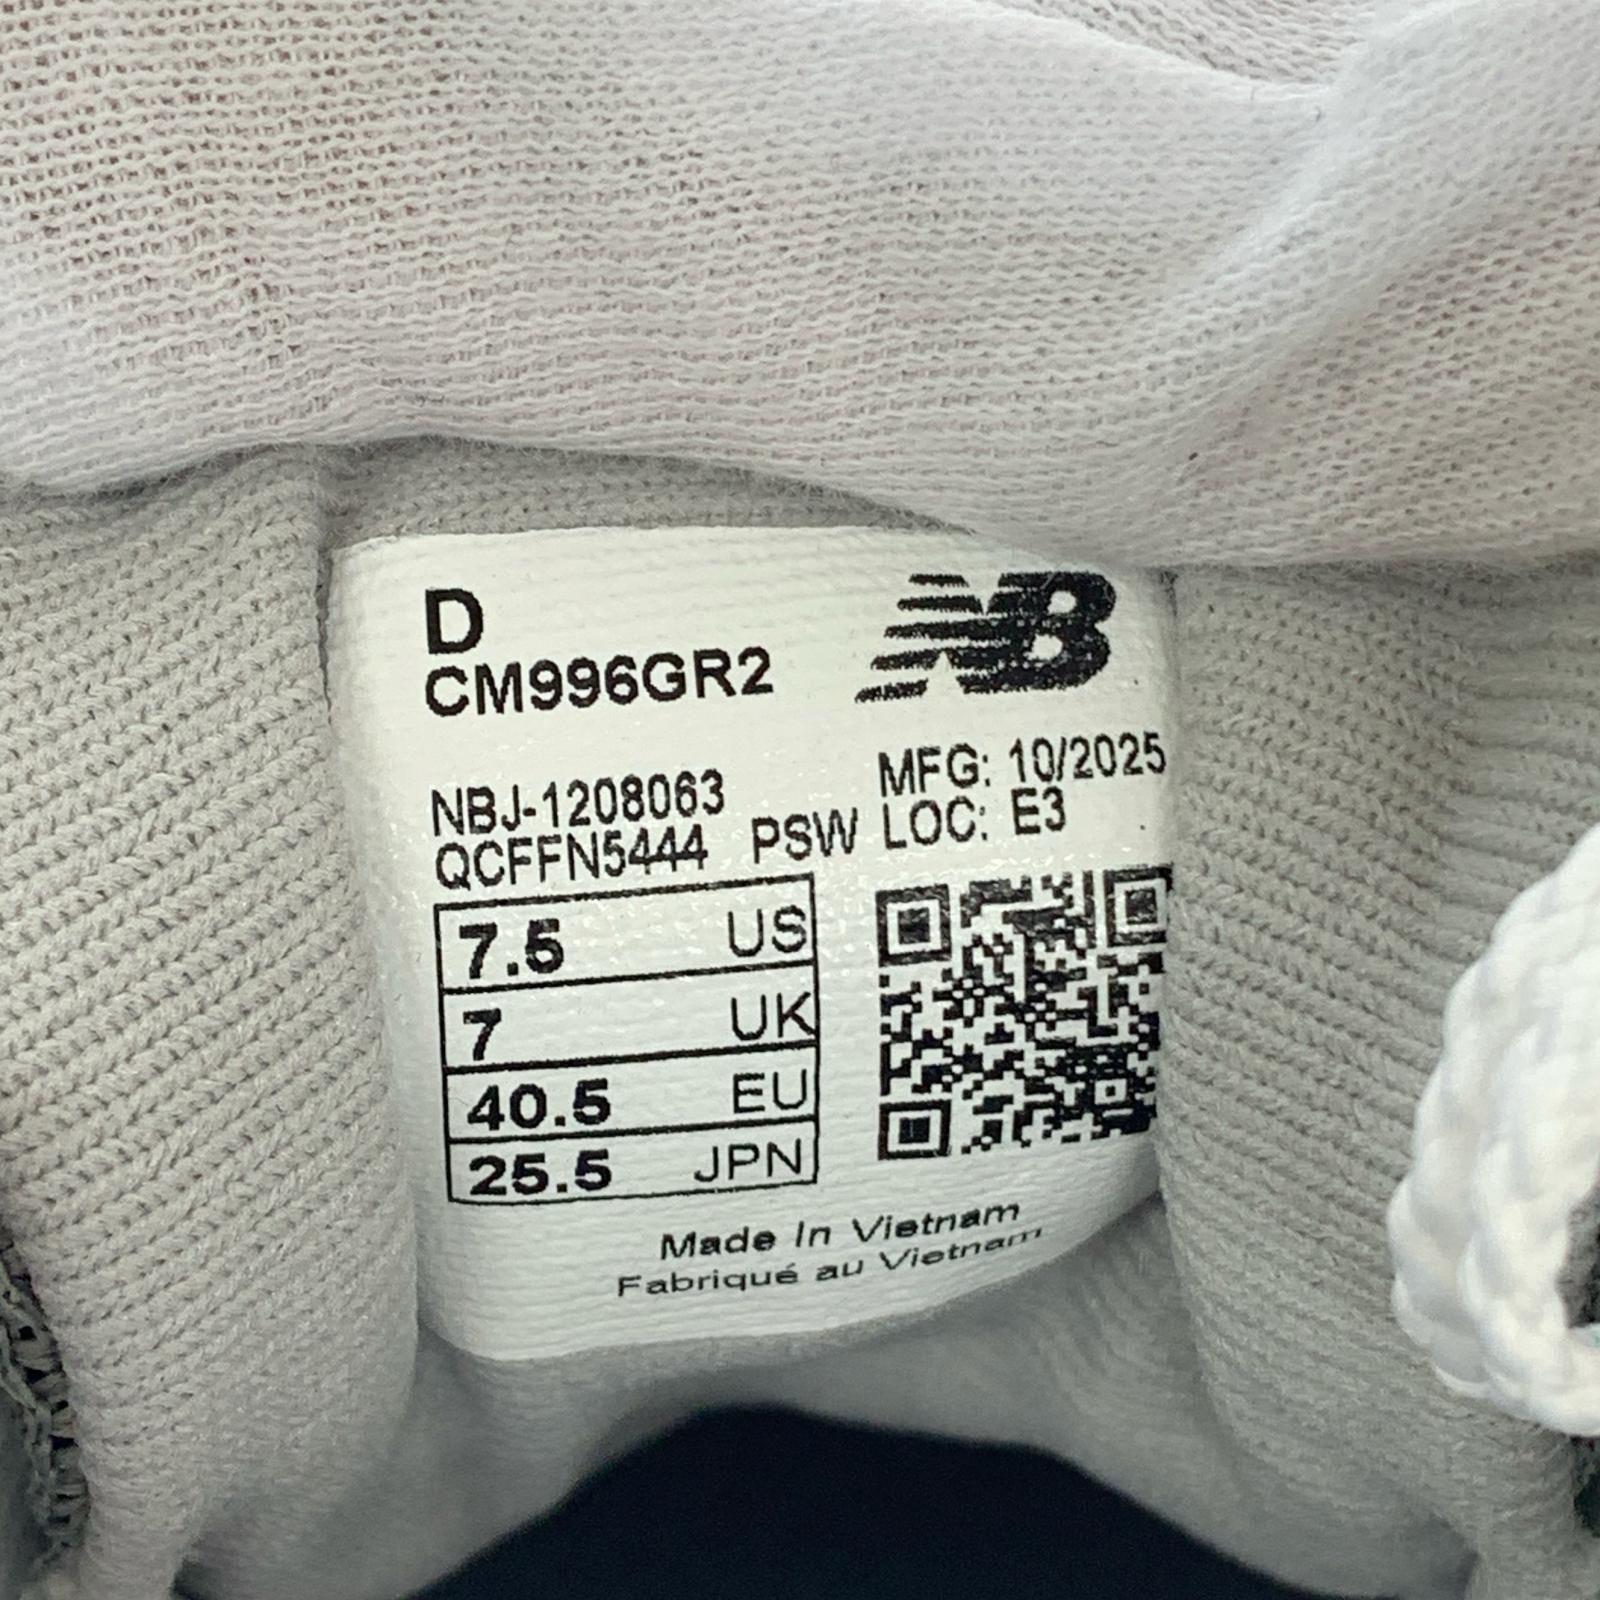 D
NB
CM996GR2
NBJ-1208063
MFG: 10/2025
QCFFN5444 PSW LOC: E3
7.5 US
7 UK
40.5 EU
25.5 JPN
Made In Vietnam
Fabriqué au Vietnam